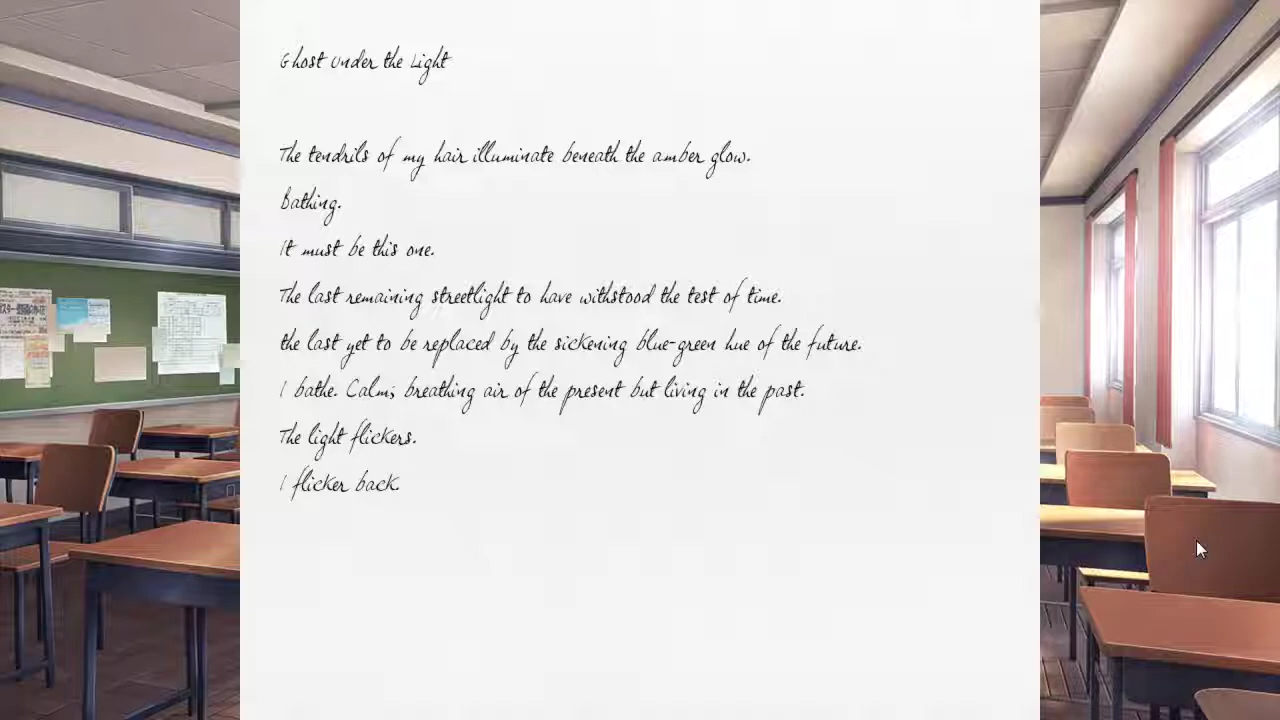 Ghost Under the Light
The tendrils of my hair illuminate beneath the amber glow.
Bathing.
It must be this one.
The last remaining streetlight to have withstood the test of time.
the last yet to be replaced by the sickening blue-green hue of the future.
I bathe. Calm; breathing air of the present but living in the past.
The light flickers.
I flicker back.